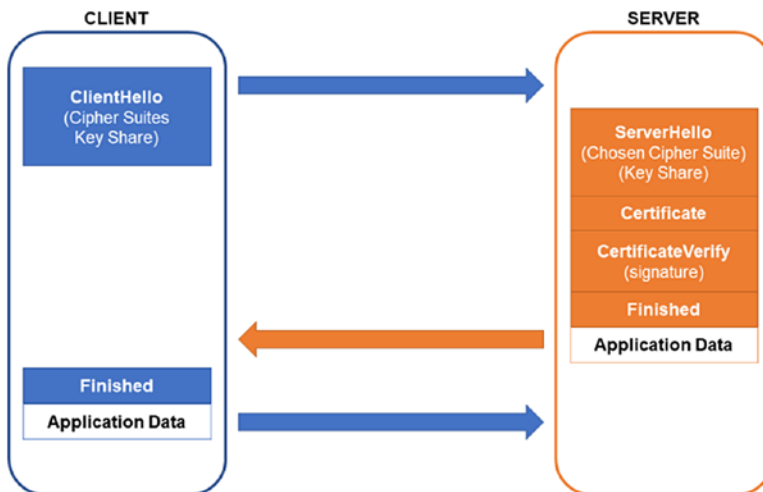 CLIENT
SERVER
ClientHello
(Cipher Suites
Key Share)
ServerHello
(Chosen Cipher Suite)
(Key Share)
Certificate
CertificateVerify
(signature)
Finished
Application Data
Finished
Application Data